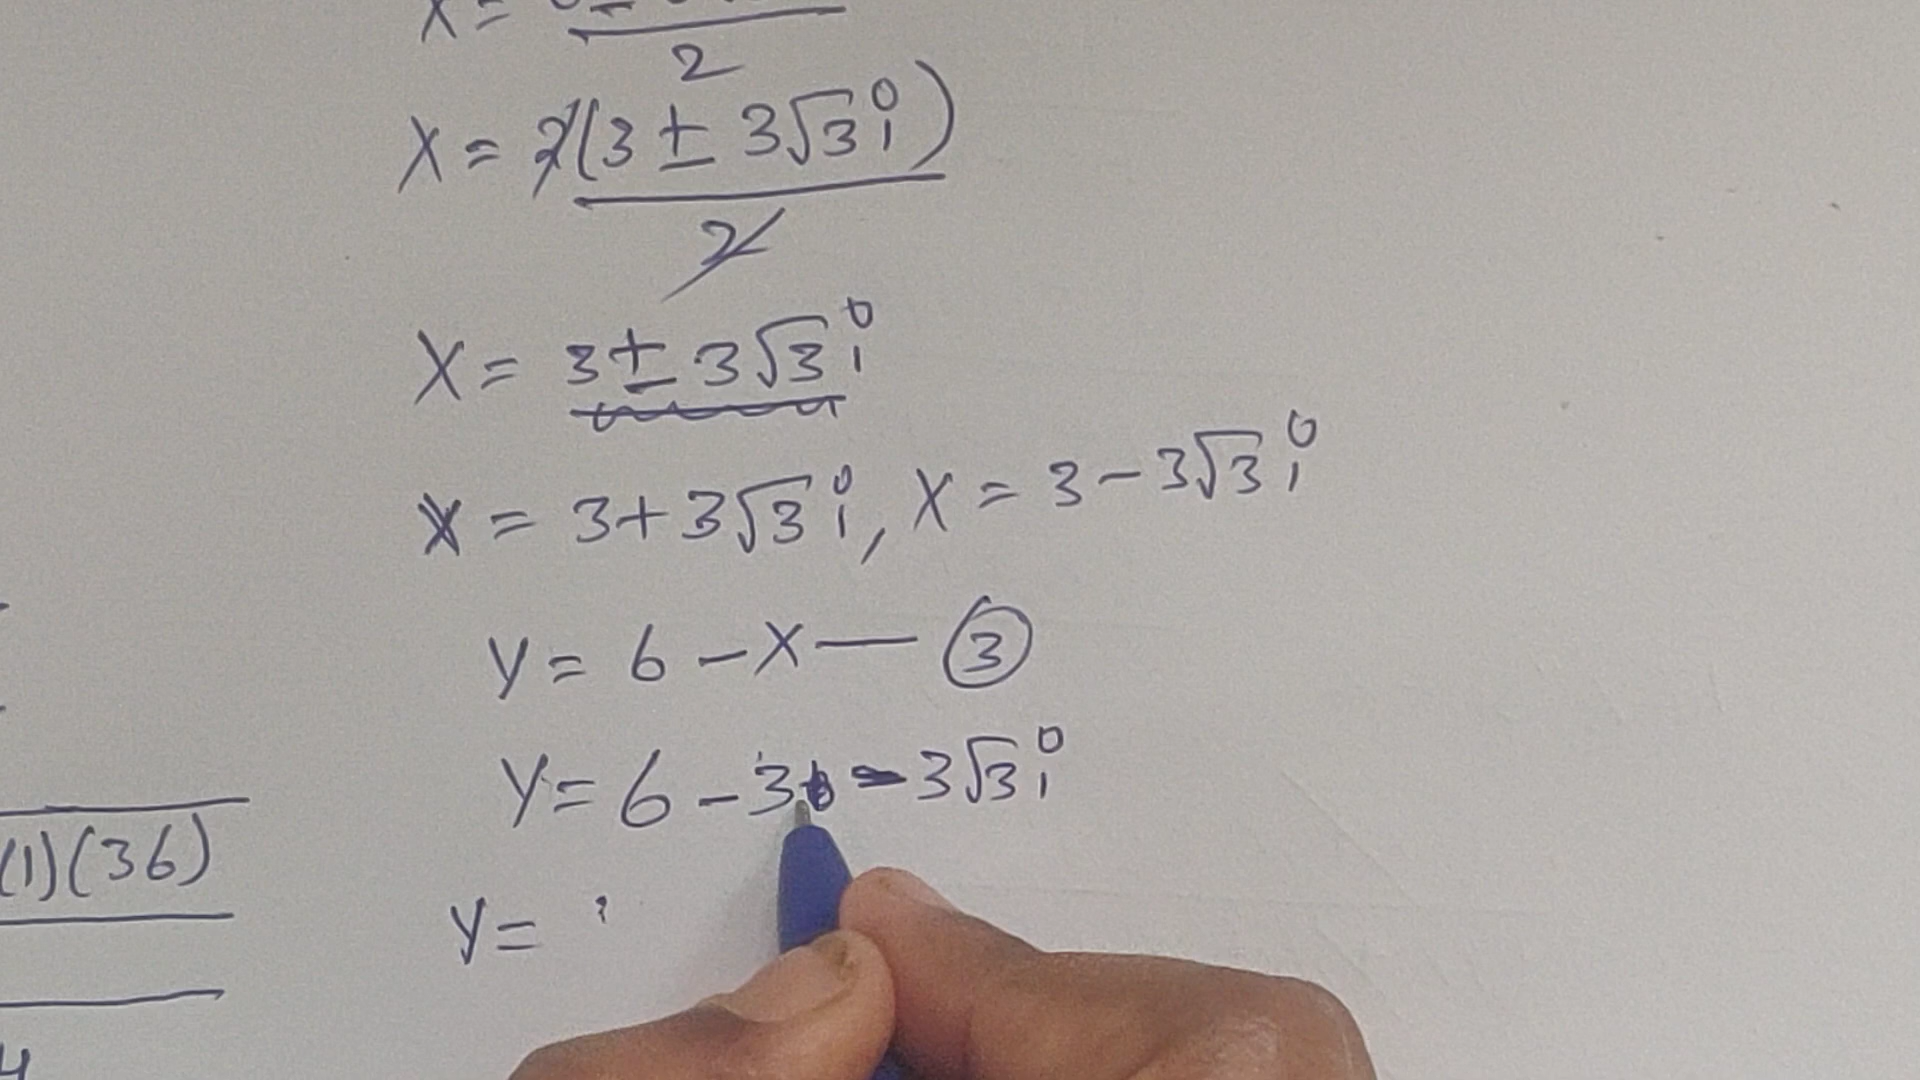 X =
2
X = 2(3 ± 3√3 i)
2
X = 3 ± 3√3 i
X = 3 + 3√3 i, X = 3 - 3√3 i
Y = 6 - X — ③
Y = 6 - 3 - 3√3 i
(1)(36)
Y =
4